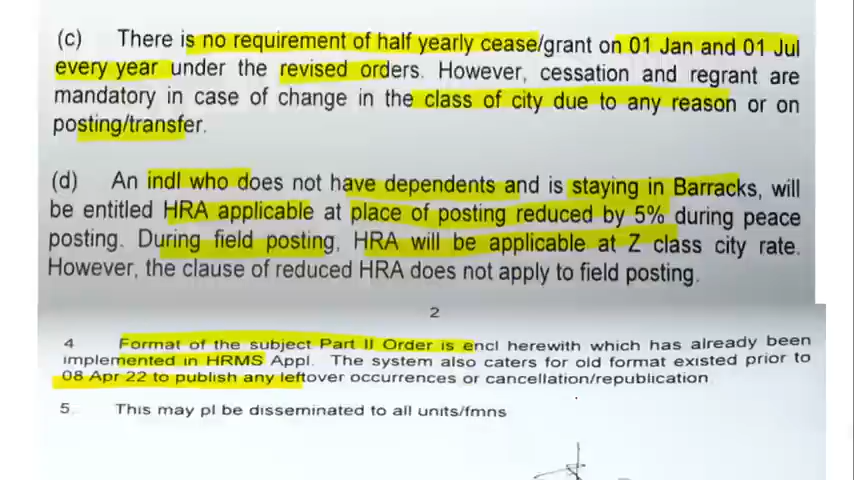 (c) There is no requirement of half yearly cease/grant on 01 Jan and 01 Jul
every year under the revised orders. However, cessation and regrant are
mandatory in case of change in the class of city due to any reason or on
posting/transfer.
(d) An indl who does not have dependents and is staying in Barracks, will
be entitled HRA applicable at place of posting reduced by 5% during peace
posting. During field posting, HRA will be applicable at Z class city rate.
However, the clause of reduced HRA does not apply to field posting.
2
4 Format of the subject Part II Order is encl herewith which has already been
implemented in HRMS Appl. The system also caters for old format existed prior to
08 Apr 22 to publish any leftover occurrences or cancellation/republication
5. This may pl be disseminated to all units/fmns